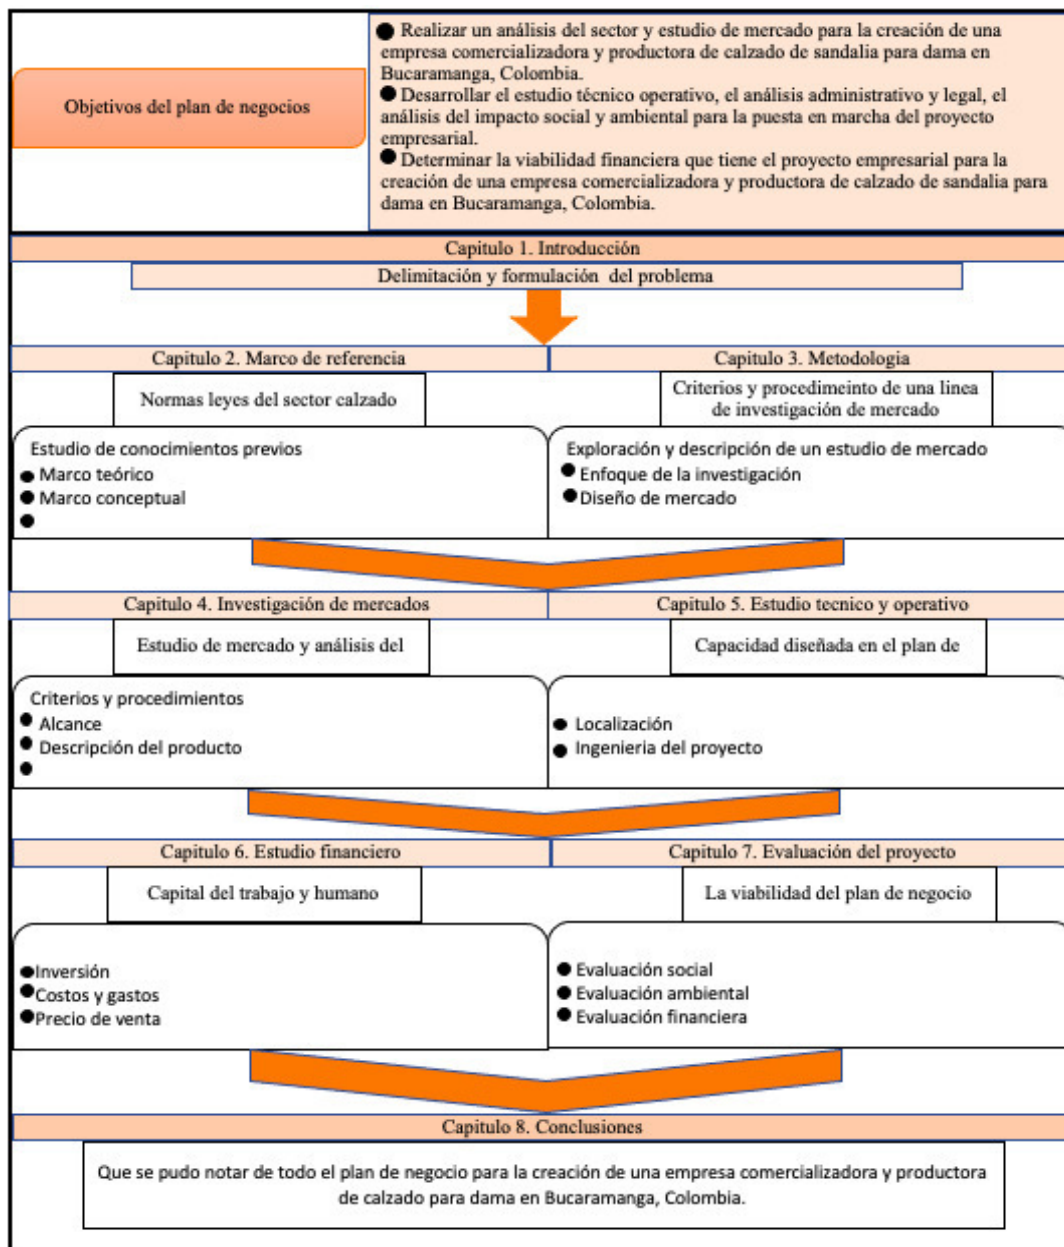 Objetivos del plan de negocios
● Realizar un análisis del sector y estudio de mercado para la creación de una
empresa comercializadora y productora de calzado de sandalia para dama en
Bucaramanga, Colombia.
● Desarrollar el estudio técnico operativo, el análisis administrativo y legal, el
análisis del impacto social y ambiental para la puesta en marcha del proyecto
empresarial.
● Determinar la viabilidad financiera que tiene el proyecto empresarial para la
creación de una empresa comercializadora y productora de calzado de sandalia para
dama en Bucaramanga, Colombia.
Capitulo 1. Introducción
Delimitación y formulación del problema
Capitulo 2. Marco de referencia
Normas leyes del sector calzado
Estudio de conocimientos previos
● Marco teórico
● Marco conceptual
●
Capitulo 3. Metodologia
Criterios y procedimeinto de una linea
de investigación de mercado
Exploración y descripción de un estudio de mercado
● Enfoque de la investigación
● Diseño de mercado
Capitulo 4. Investigación de mercados
Estudio de mercado y análisis del
Criterios y procedimientos
● Alcance
● Descripción del producto
●
Capitulo 5. Estudio tecnico y operativo
Capacidad diseñada en el plan de
● Localización
● Ingenieria del proyecto
Capitulo 6. Estudio financiero
Capital del trabajo y humano
● Inversión
● Costos y gastos
● Precio de venta
Capitulo 7. Evaluación del proyecto
La viabilidad del plan de negocio
● Evaluación social
● Evaluación ambiental
● Evaluación financiera
Capitulo 8. Conclusiones
Que se pudo notar de todo el plan de negocio para la creación de una empresa comercializadora y productora
de calzado para dama en Bucaramanga, Colombia.